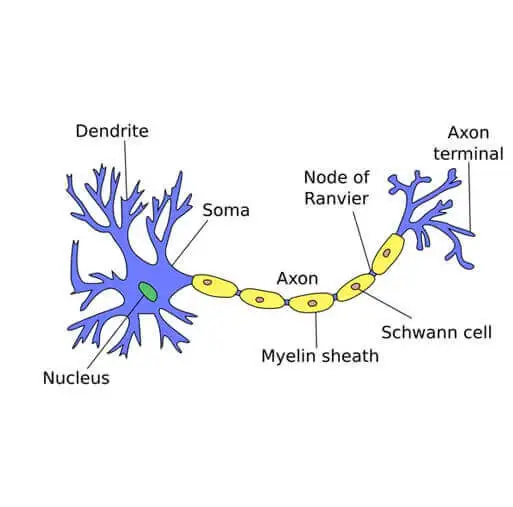 Dendrite
Axon
terminal
Node of
Ranvier
Soma
Axon
Schwann cell
Myelin sheath
Nucleus